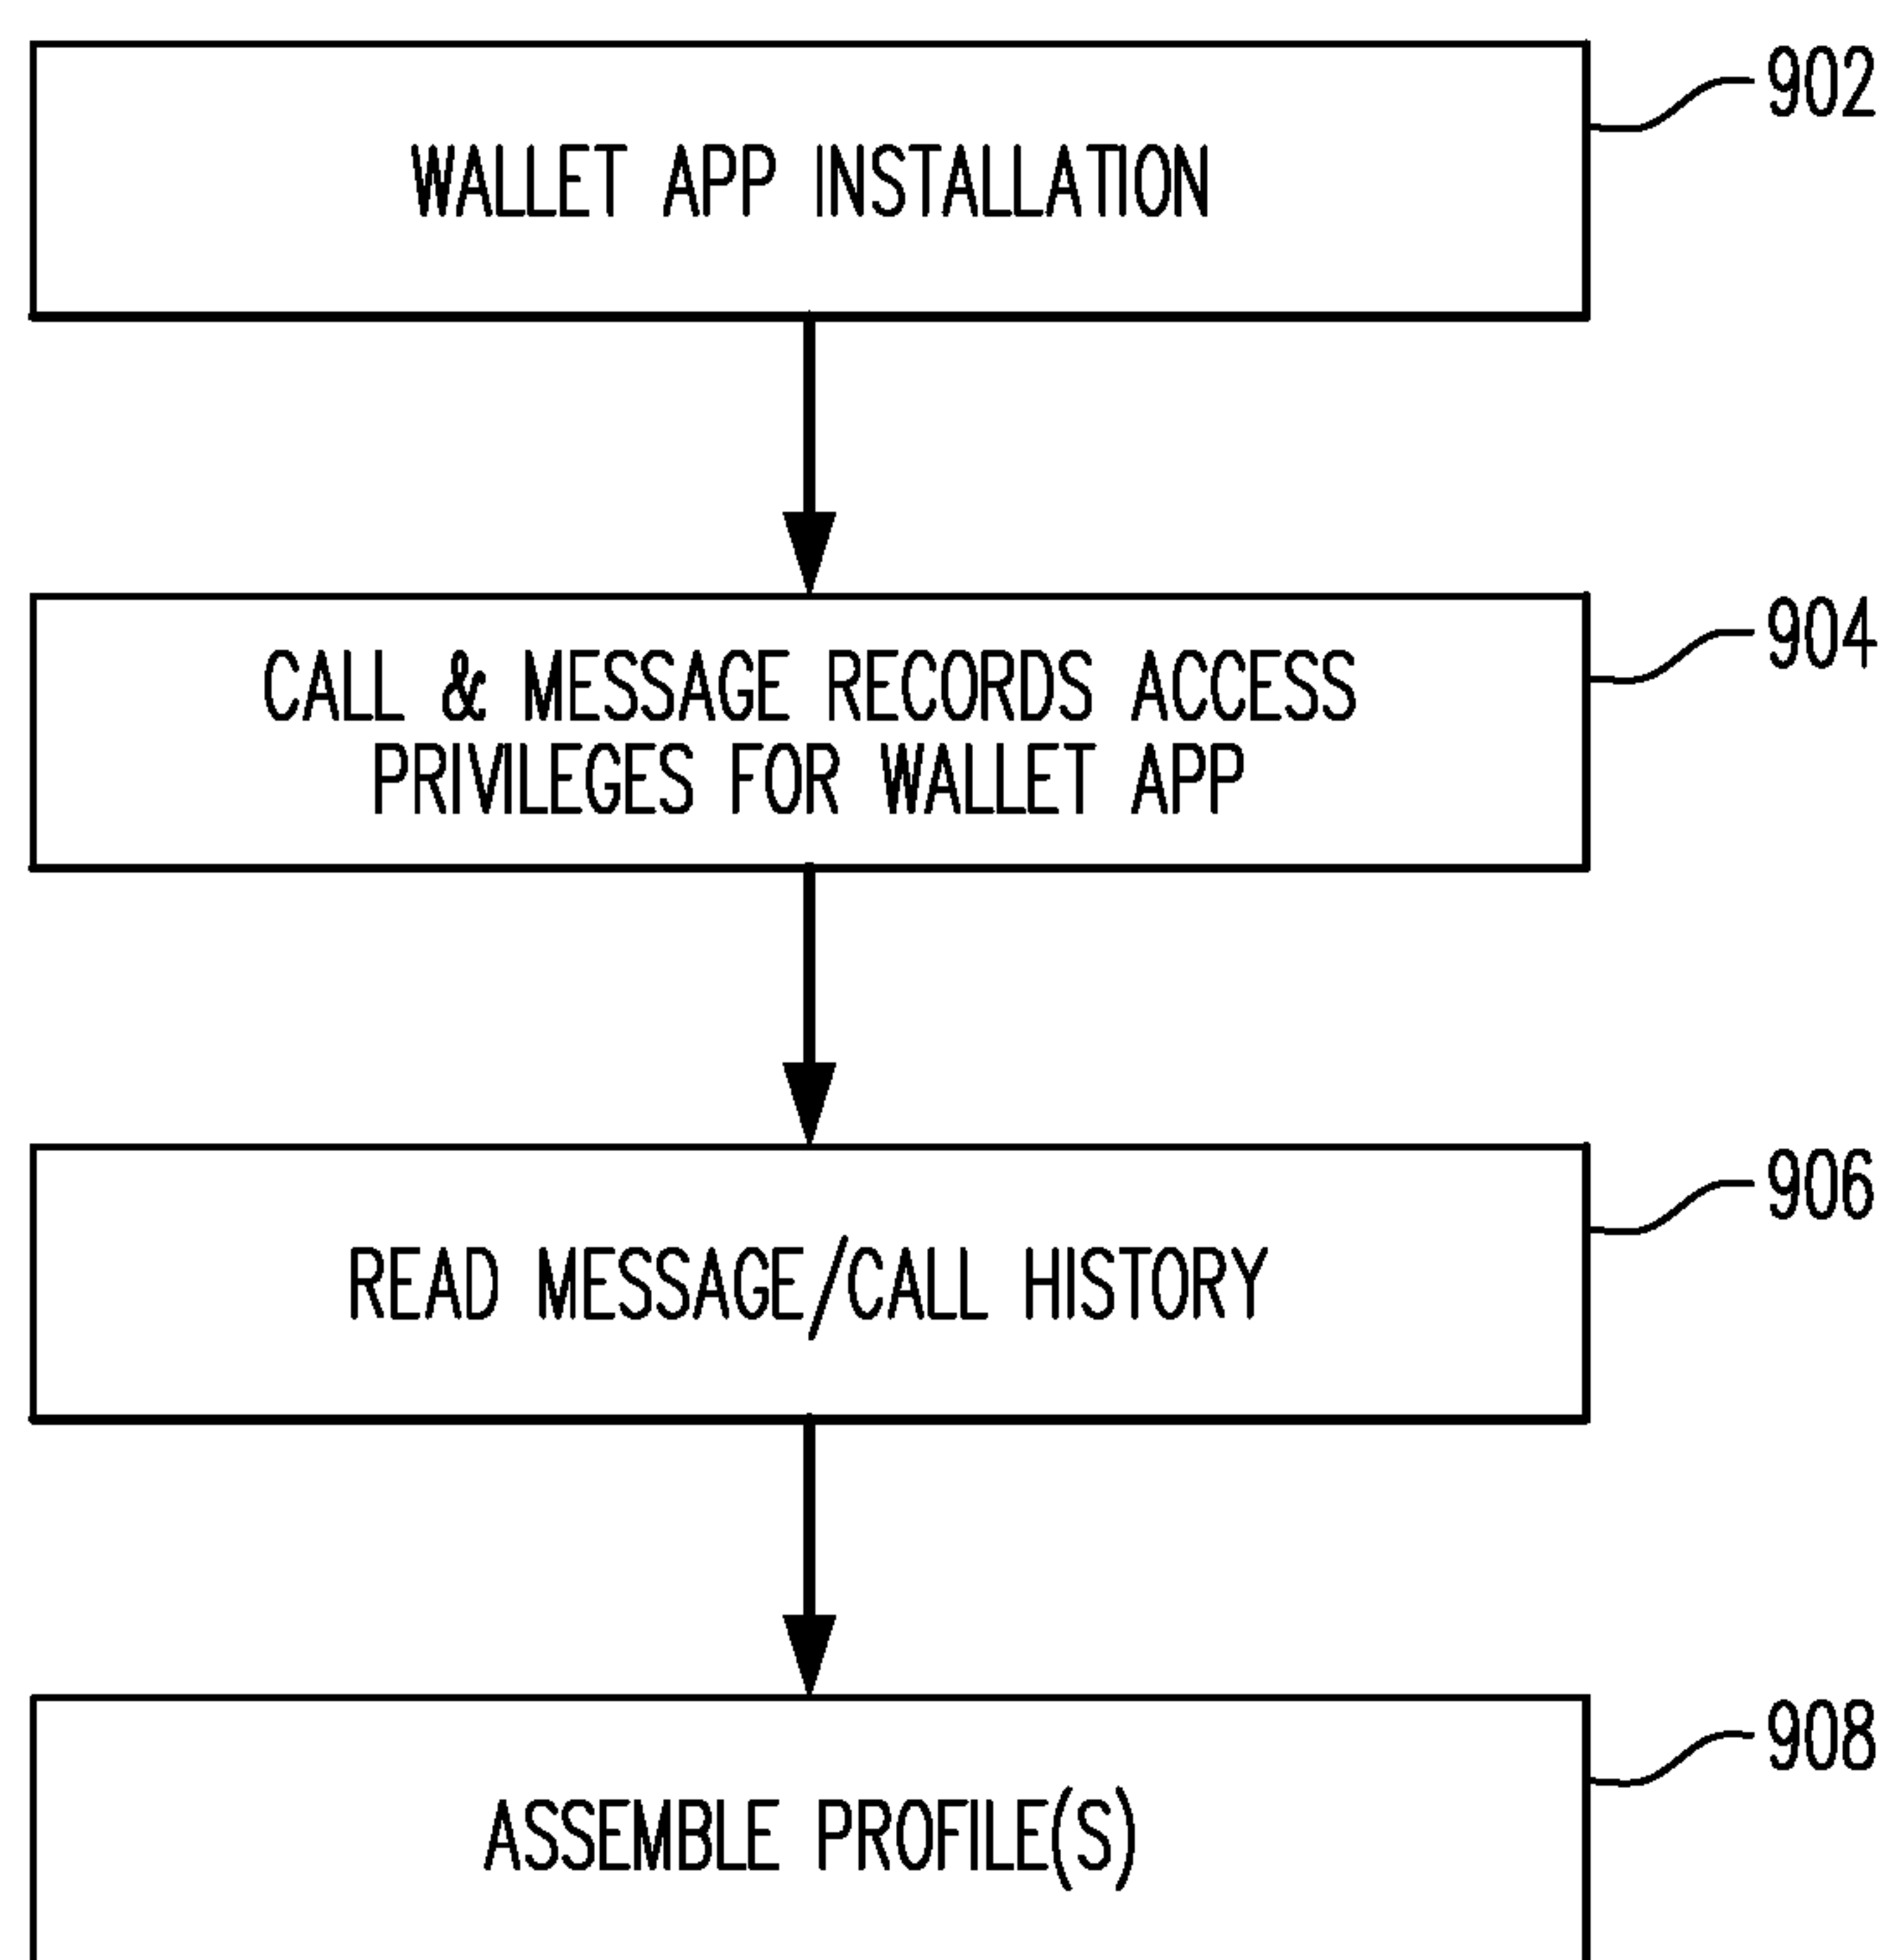 902
WALLET APP INSTALLATION
904
CALL & MESSAGE RECORDS ACCESS
PRIVILEGES FOR WALLET APP
906
READ MESSAGE/CALL HISTORY
908
ASSEMBLE PROFILE(S)